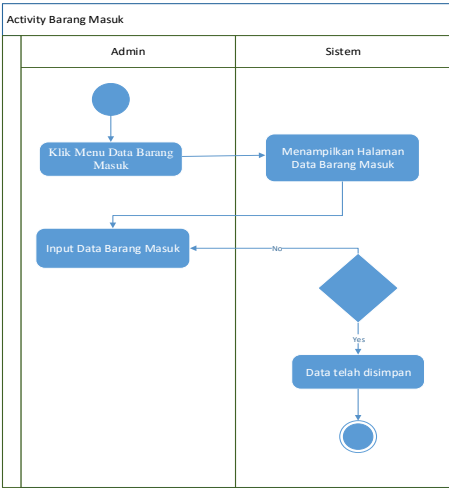 Activity Barang Masuk
Admin
Sistem
Klik Menu Data Barang
Masuk
Menampilkan Halaman
Data Barang Masuk
Input Data Barang Masuk
No
Yes
Data telah disimpan